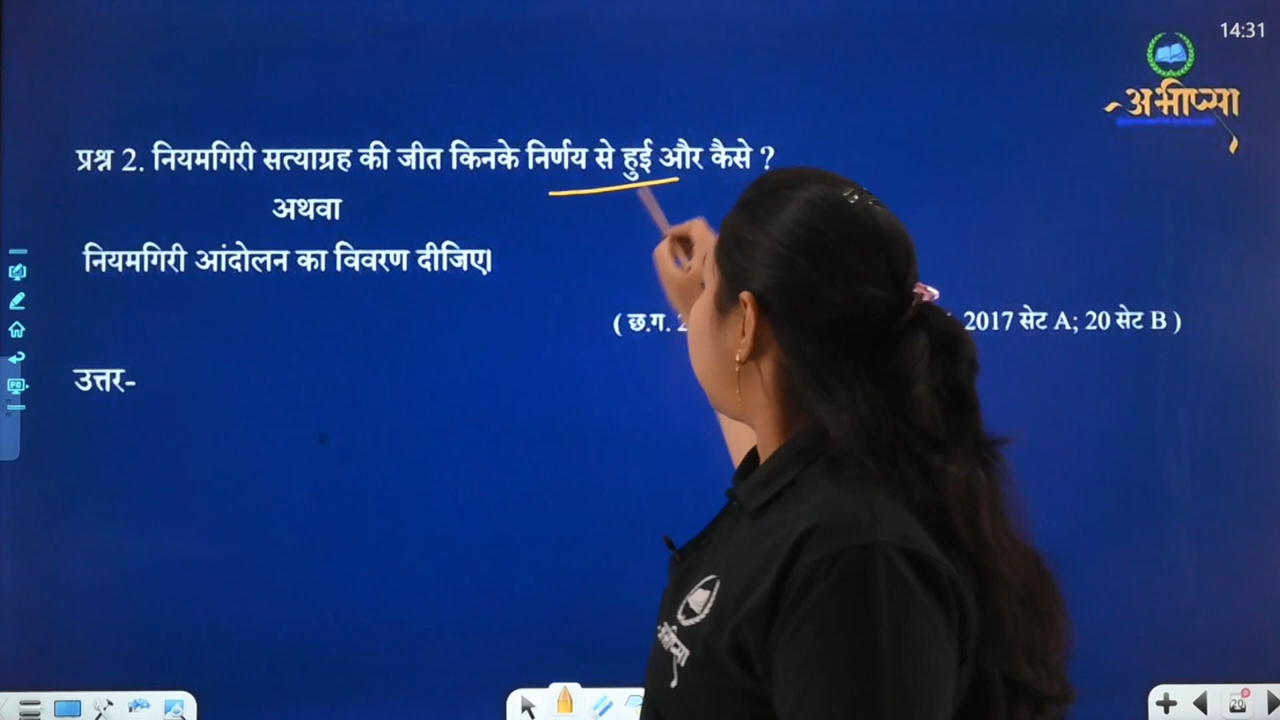 14:31
अभीप्सा
प्रश्न 2. नियमगिरी सत्याग्रह की जीत किनके निर्णय से हुई और कैसे ?
अथवा
नियमगिरी आंदोलन का विवरण दीजिए।
( छ.ग. 2017 सेट A; 20 सेट B )
उत्तर-
20